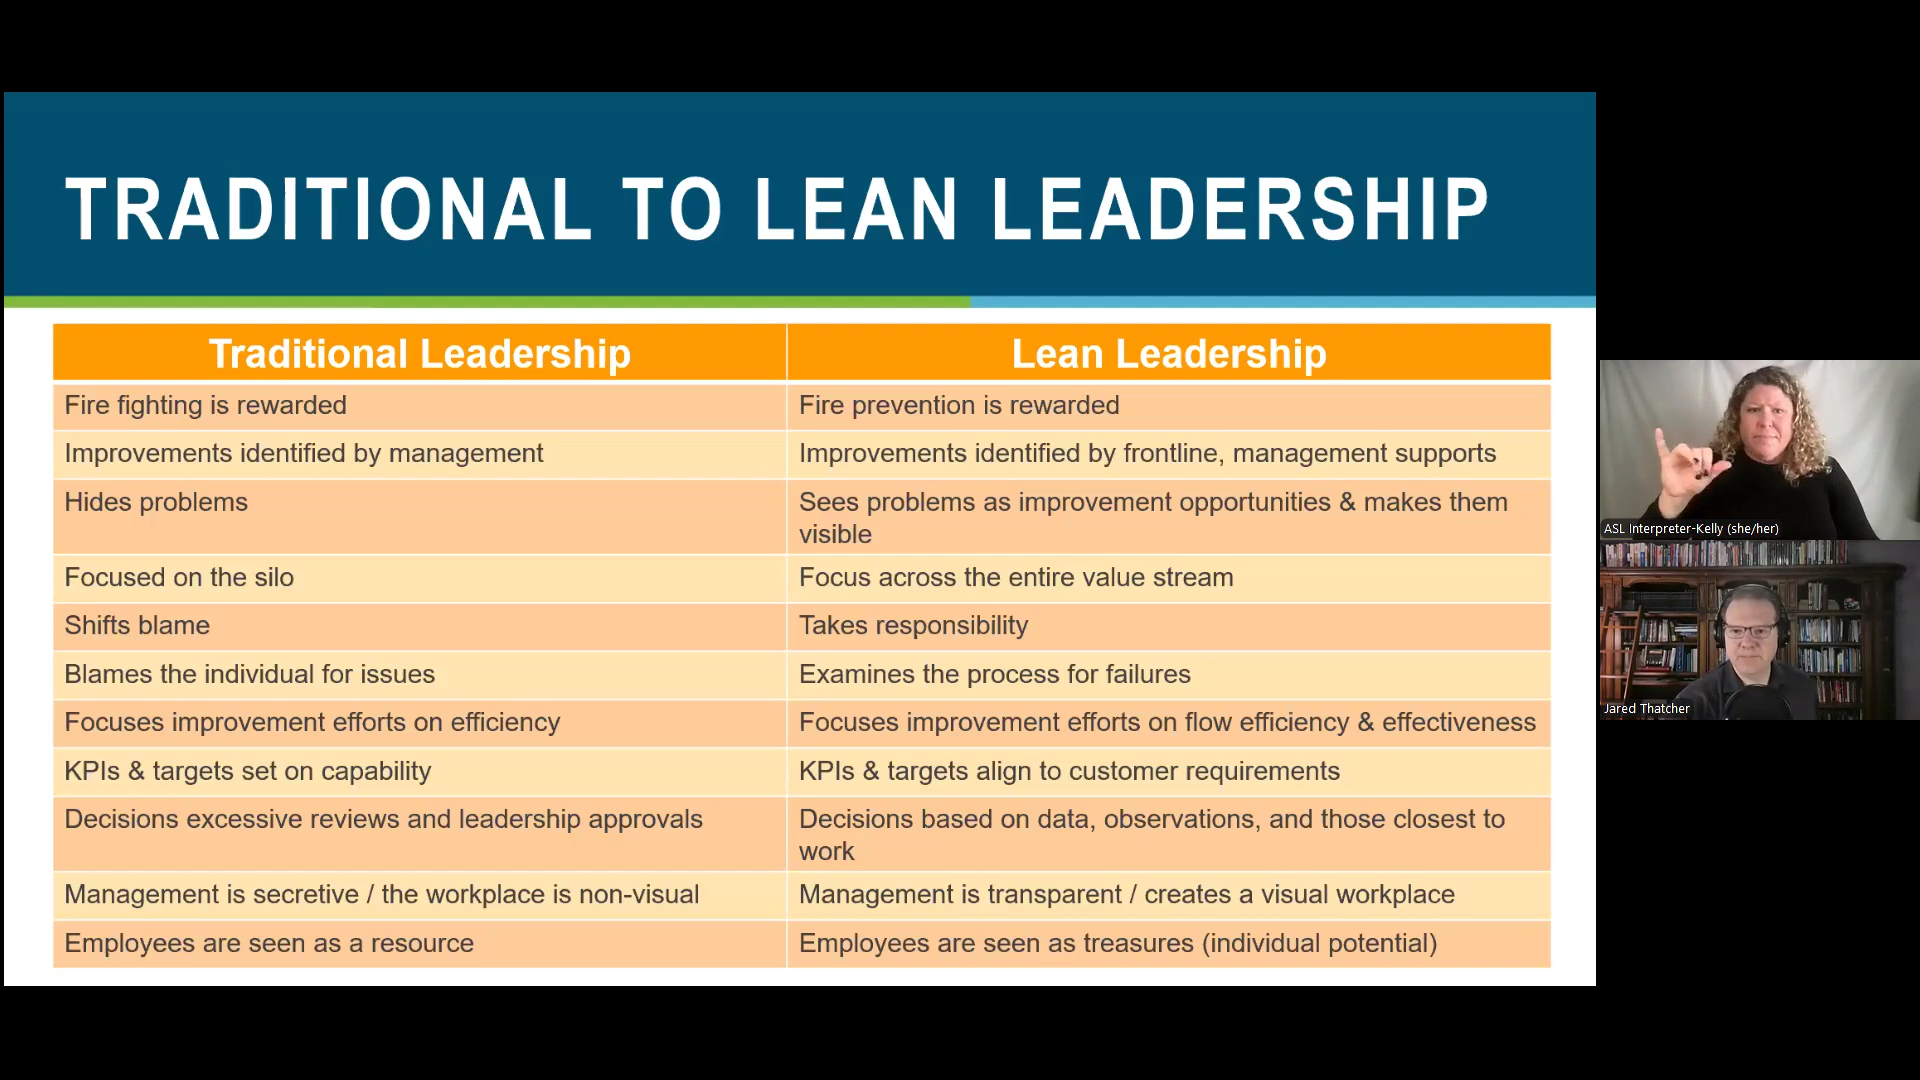 TRADITIONAL TO LEAN LEADERSHIP
Traditional Leadership
Lean Leadership
Fire fighting is rewarded
Fire prevention is rewarded
Improvements identified by management
Improvements identified by frontline, management supports
Hides problems
Sees problems as improvement opportunities & makes them
visible
Focused on the silo
Focus across the entire value stream
Shifts blame
Takes responsibility
Blames the individual for issues
Examines the process for failures
Focuses improvement efforts on efficiency
Focuses improvement efforts on flow efficiency & effectiveness
KPIs & targets set on capability
KPIs & targets align to customer requirements
Decisions excessive reviews and leadership approvals
Decisions based on data, observations, and those closest to
work
Management is secretive / the workplace is non-visual
Management is transparent / creates a visual workplace
Employees are seen as a resource
Employees are seen as treasures (individual potential)
ASL Interpreter-Kelly (she/her)
Jared Thatcher